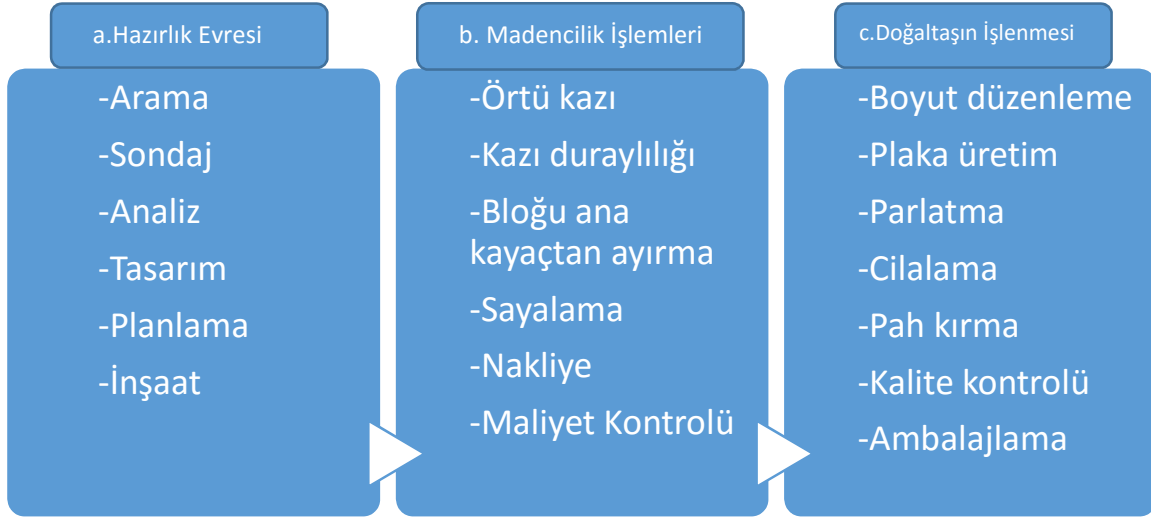 a.Hazırlık Evresi
-Arama
-Sondaj
-Analiz
-Tasarım
-Planlama
-İnşaat
b. Madencilik İşlemleri
-Örtü kazı
-Kazı duraylılığı
-Bloğu ana
kayaçtan ayırma
-Sayalama
-Nakliye
-Maliyet Kontrolü
c.Doğaltaşın İşlenmesi
-Boyut düzenleme
-Plaka üretim
-Parlatma
-Cilalama
-Pah kırma
-Kalite kontrolü
-Ambalajlama